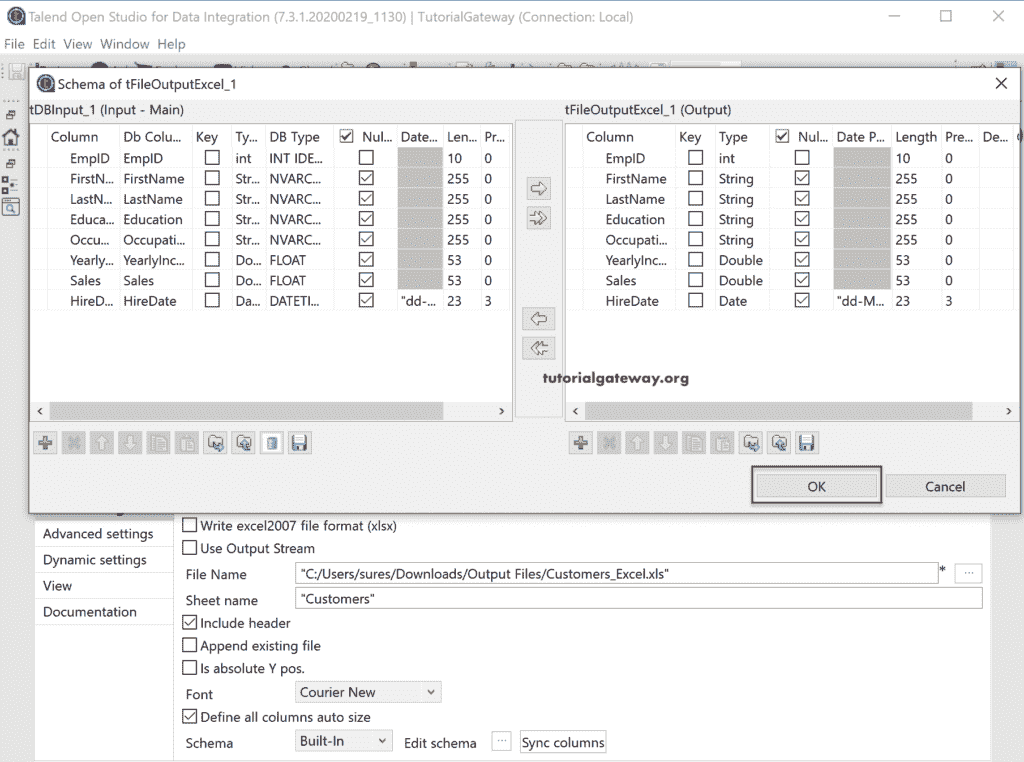 Talend Open Studio for Data Integration (7.3.1.20200219_1130) | TutorialGateway (Connection: Local)
File Edit View Window Help
Schema of tFileOutputExcel_1
tDBInput_1 (Input - Main) tFileOutputExcel_1 (Output)
Column Db Colu... Key Ty... DB Type Nul... Date... Len... Pr... Column Key Type Nul... Date P... Length Pre... De...
EmpID EmpID int INT IDE... 10 0 EmpID int 10 0
FirstN... FirstName Str... NVARC... 255 0 FirstName String 255 0
LastN... LastName Str... NVARC... 255 0 LastName String 255 0
Educa... Education Str... NVARC... 255 0 Education String 255 0
Occu... Occupati... Str... NVARC... 255 0 Occupati... String 255 0
Yearly... YearlyInc... Do... FLOAT 53 0 YearlyInc... Double 53 0
Sales Sales Do... FLOAT 53 0 Sales Double 53 0
HireD... HireDate Da... DATETI... "dd-... 23 3 HireDate Date "dd-M... 23 3
tutorialgateway.org
OK Cancel
Write excel2007 file format (xlsx)
Advanced settings
Use Output Stream
Dynamic settings
File Name "C:/Users/sures/Downloads/Output Files/Customers_Excel.xls" * ...
View
Sheet name "Customers"
Documentation
Include header
Append existing file
Is absolute Y pos.
Font Courier New
Define all columns auto size
Schema Built-In Edit schema ... Sync columns